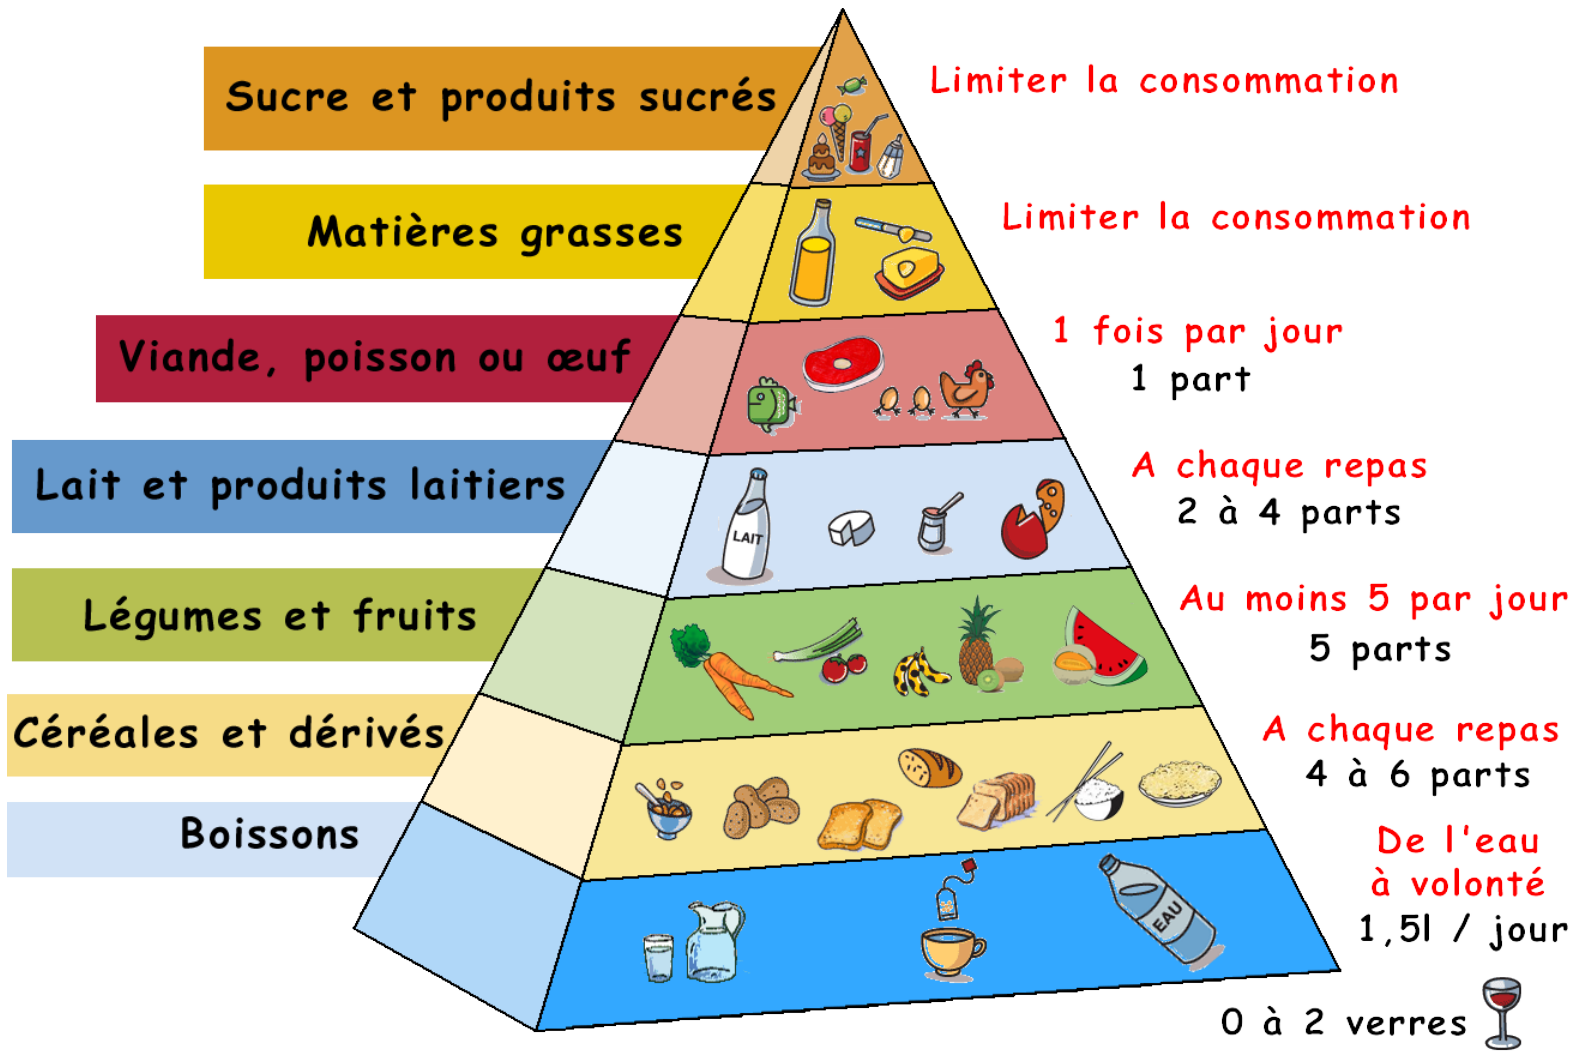 Sucre et produits sucrés
Limiter la consommation
Matières grasses
Limiter la consommation
Viande, poisson ou œuf
1 fois par jour
1 part
Lait et produits laitiers
A chaque repas
2 à 4 parts
LAIT
Légumes et fruits
Au moins 5 par jour
5 parts
Céréales et dérivés
A chaque repas
4 à 6 parts
Boissons
De l'eau
à volonté
1,5l / jour
EAU
0 à 2 verres